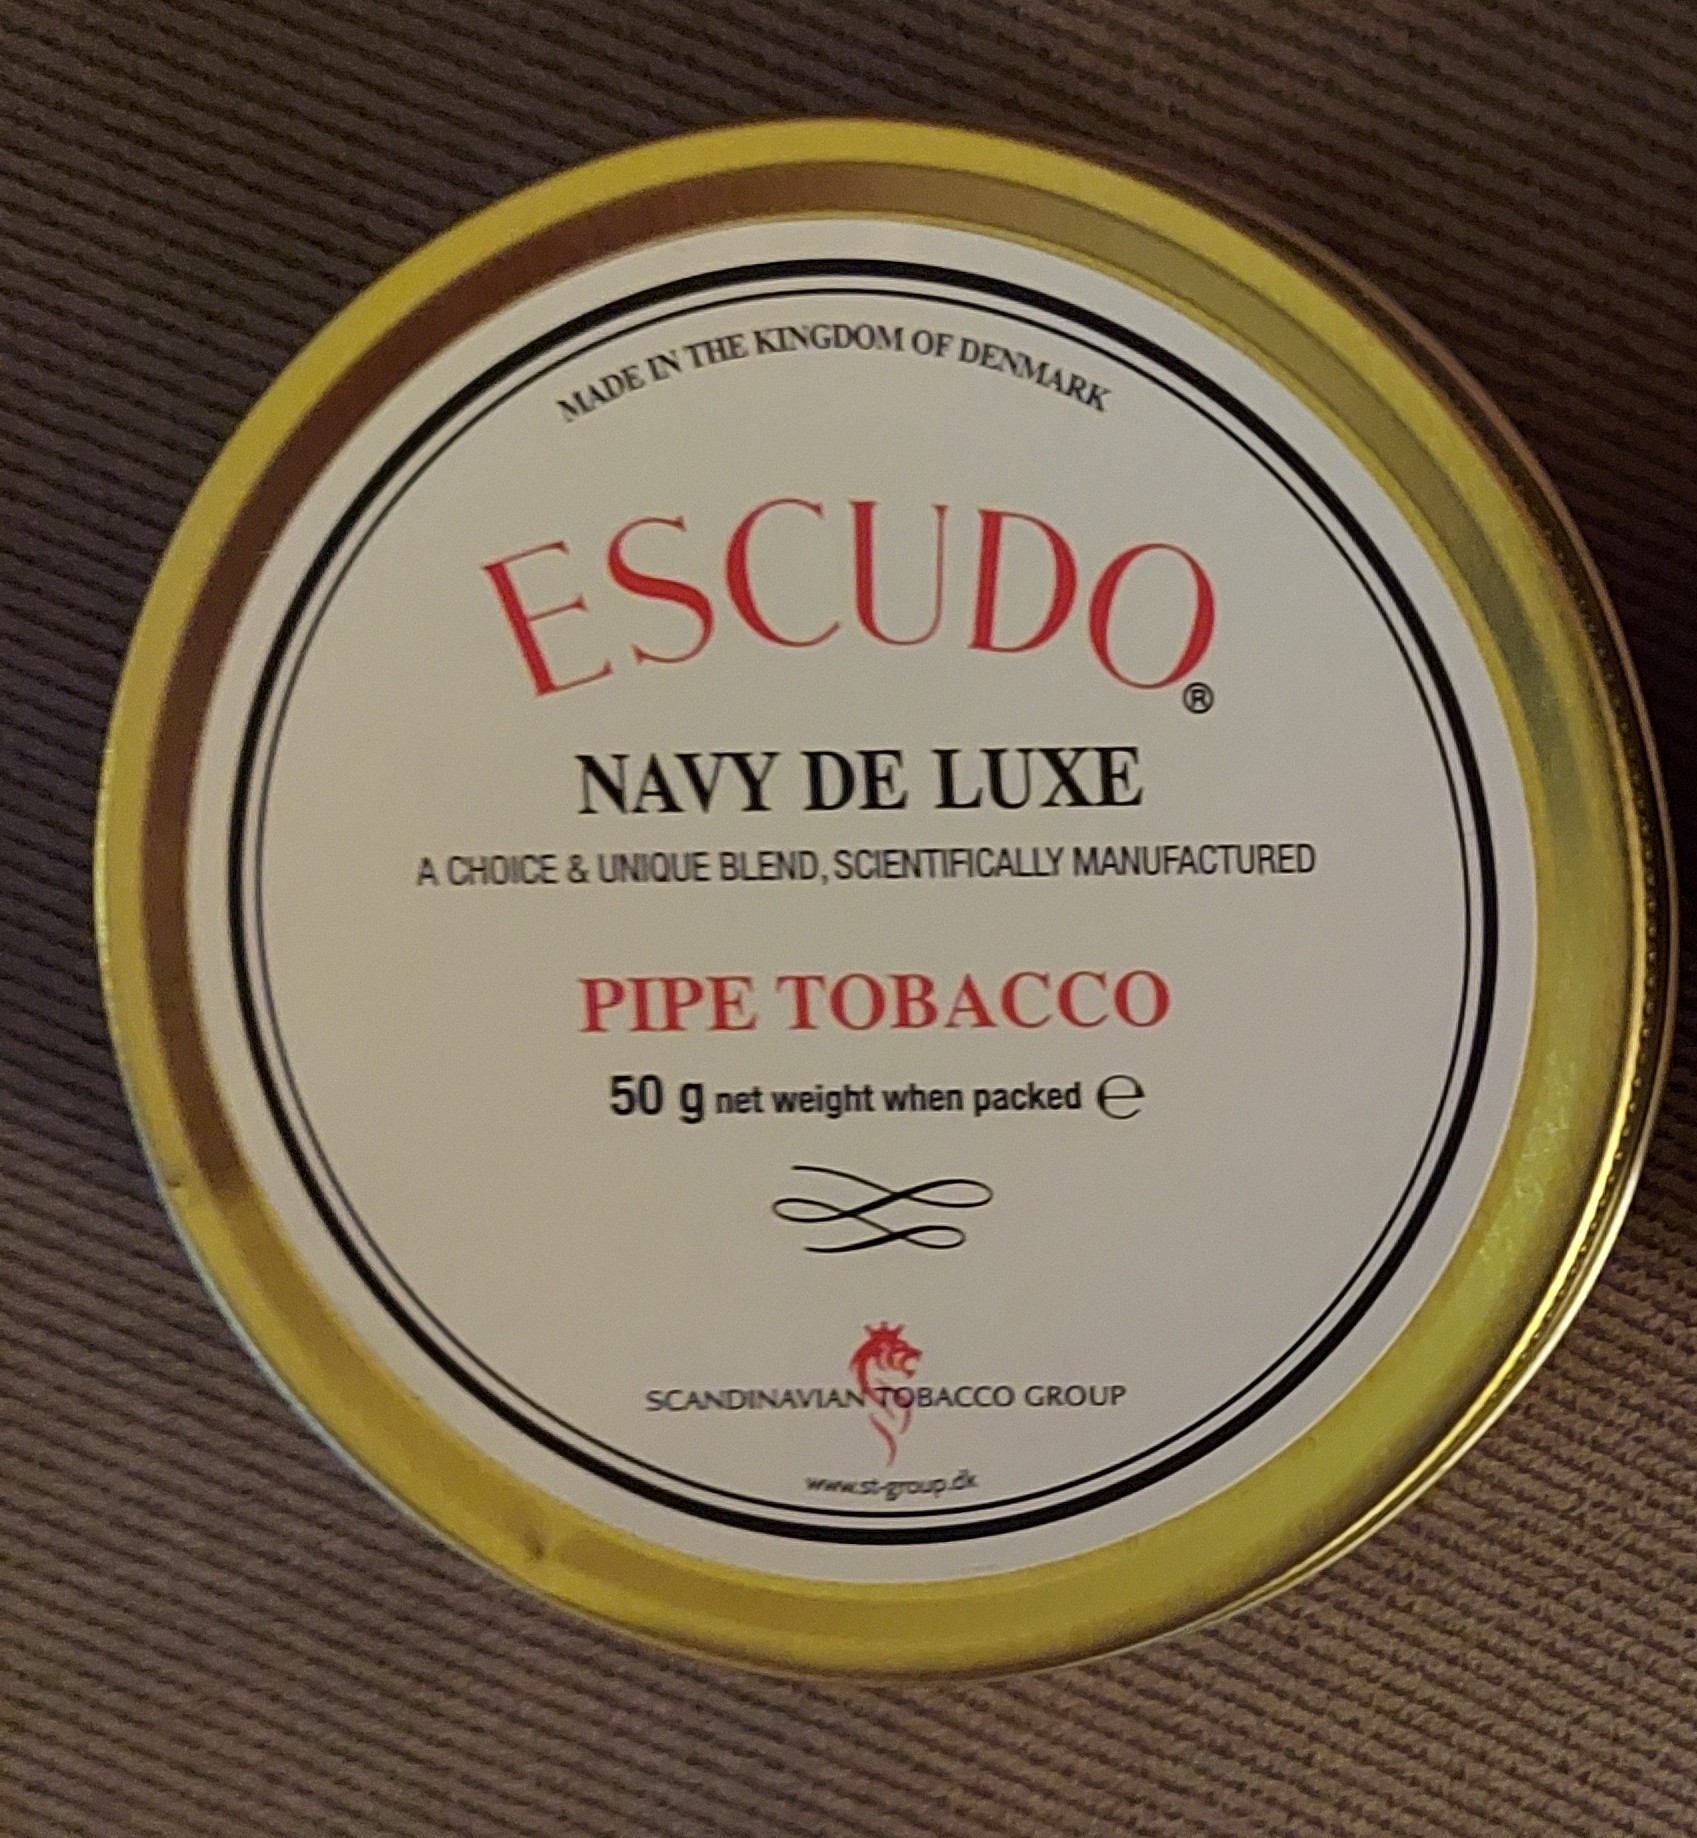 MADE IN THE KINGDOM OF DENMARK
ESCUDO®
NAVY DE LUXE
A CHOICE & UNIQUE BLEND, SCIENTIFICALLY MANUFACTURED
PIPE TOBACCO
50 g net weight when packed ℮
SCANDINAVIAN TOBACCO GROUP
www.st-group.dk